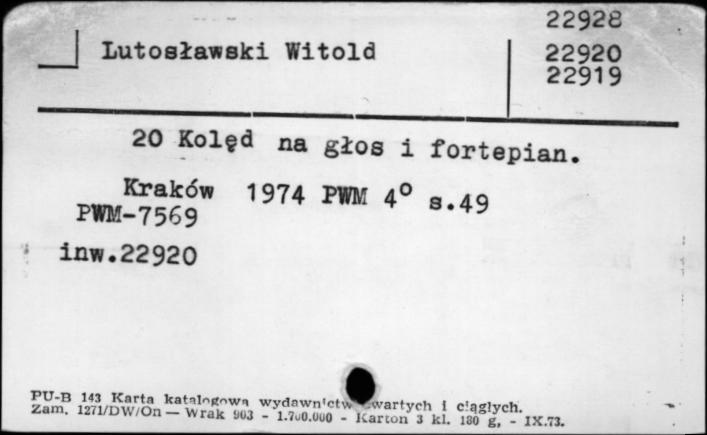 22928
Lutosławski Witold 22920
22919
20 Kolęd na głos i fortepian.
Kraków 1974 PWM 4° s.49
PWM-7569
inw.22920
PU-B 143 Karta katalogowa wydawnictw zwartych i ciągłych.
Zam. 1271/DW/On — Wrak 903 - 1.700.000 - Karton 3 kl. 180 g, - IX.73.